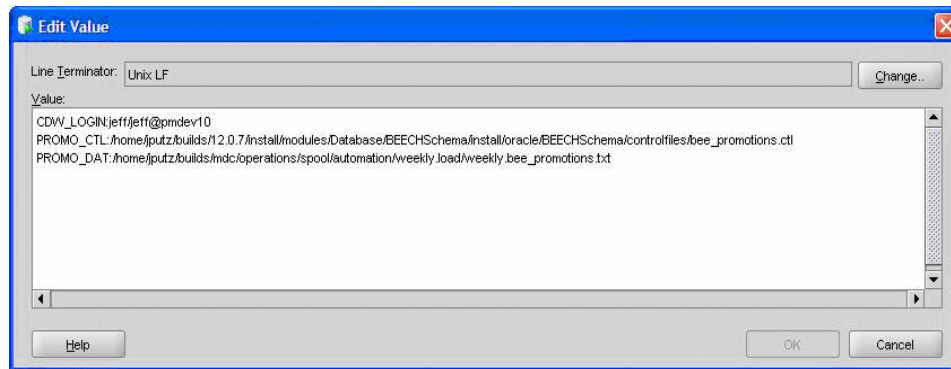 Edit Value
Line Terminator: Unix LF Change..
Value:
CDW_LOGIN:jeff/jeff@pmdev10
PROMO_CTL:/home/jputz/builds/12.0.7/install/modules/Database/BEECHSchema/install/oracle/BEECHSchema/controlfiles/bee_promotions.ctl
PROMO_DAT:/home/jputz/builds/mdc/operations/spool/automation/weekly.load/weekly.bee_promotions.txt
Help OK Cancel